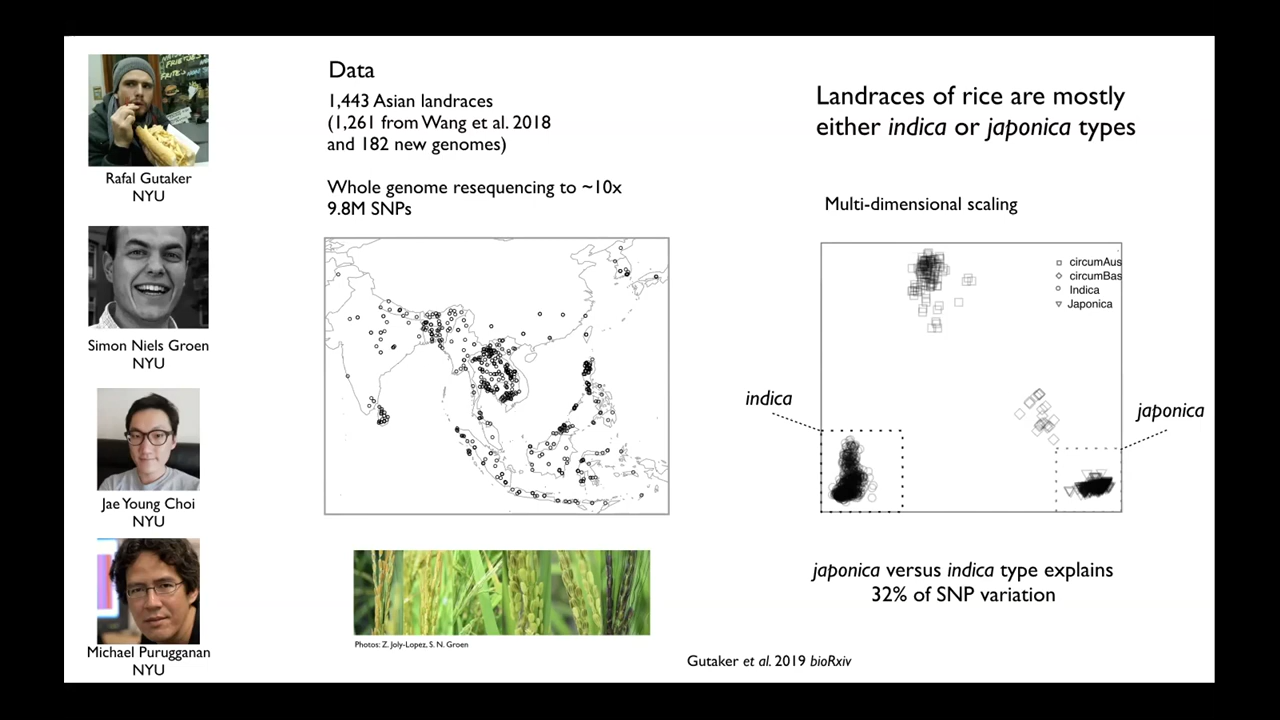 Rafal Gutaker
NYU
Simon Niels Groen
NYU
Jae Young Choi
NYU
Michael Purugganan
NYU
Data
1,443 Asian landraces
(1,261 from Wang et al. 2018
and 182 new genomes)
Whole genome resequencing to ~10x
9.8M SNPs
Photos: Z. Joly-Lopez, S. N. Groen
Landraces of rice are mostly
either indica or japonica types
Multi-dimensional scaling
circumAus
circumBas
Indica
Japonica
indica
japonica
japonica versus indica type explains
32% of SNP variation
Gutaker et al. 2019 bioRxiv